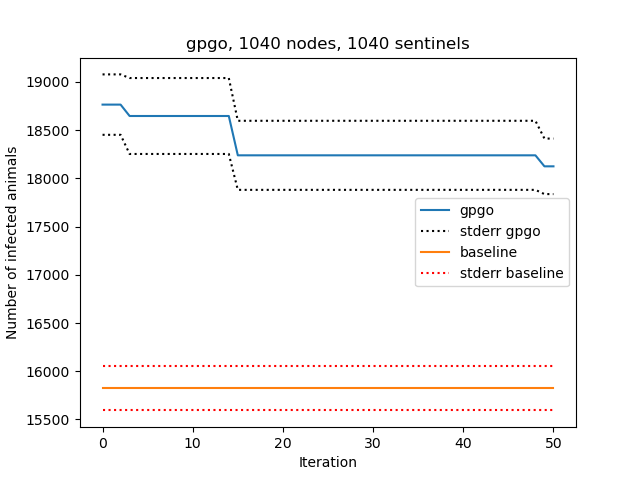 gpgo, 1040 nodes, 1040 sentinels
Number of infected animals
19000
18500
18000
17500
17000
16500
16000
15500
gpgo
stderr gpgo
baseline
stderr baseline
0 10 20 30 40 50
Iteration